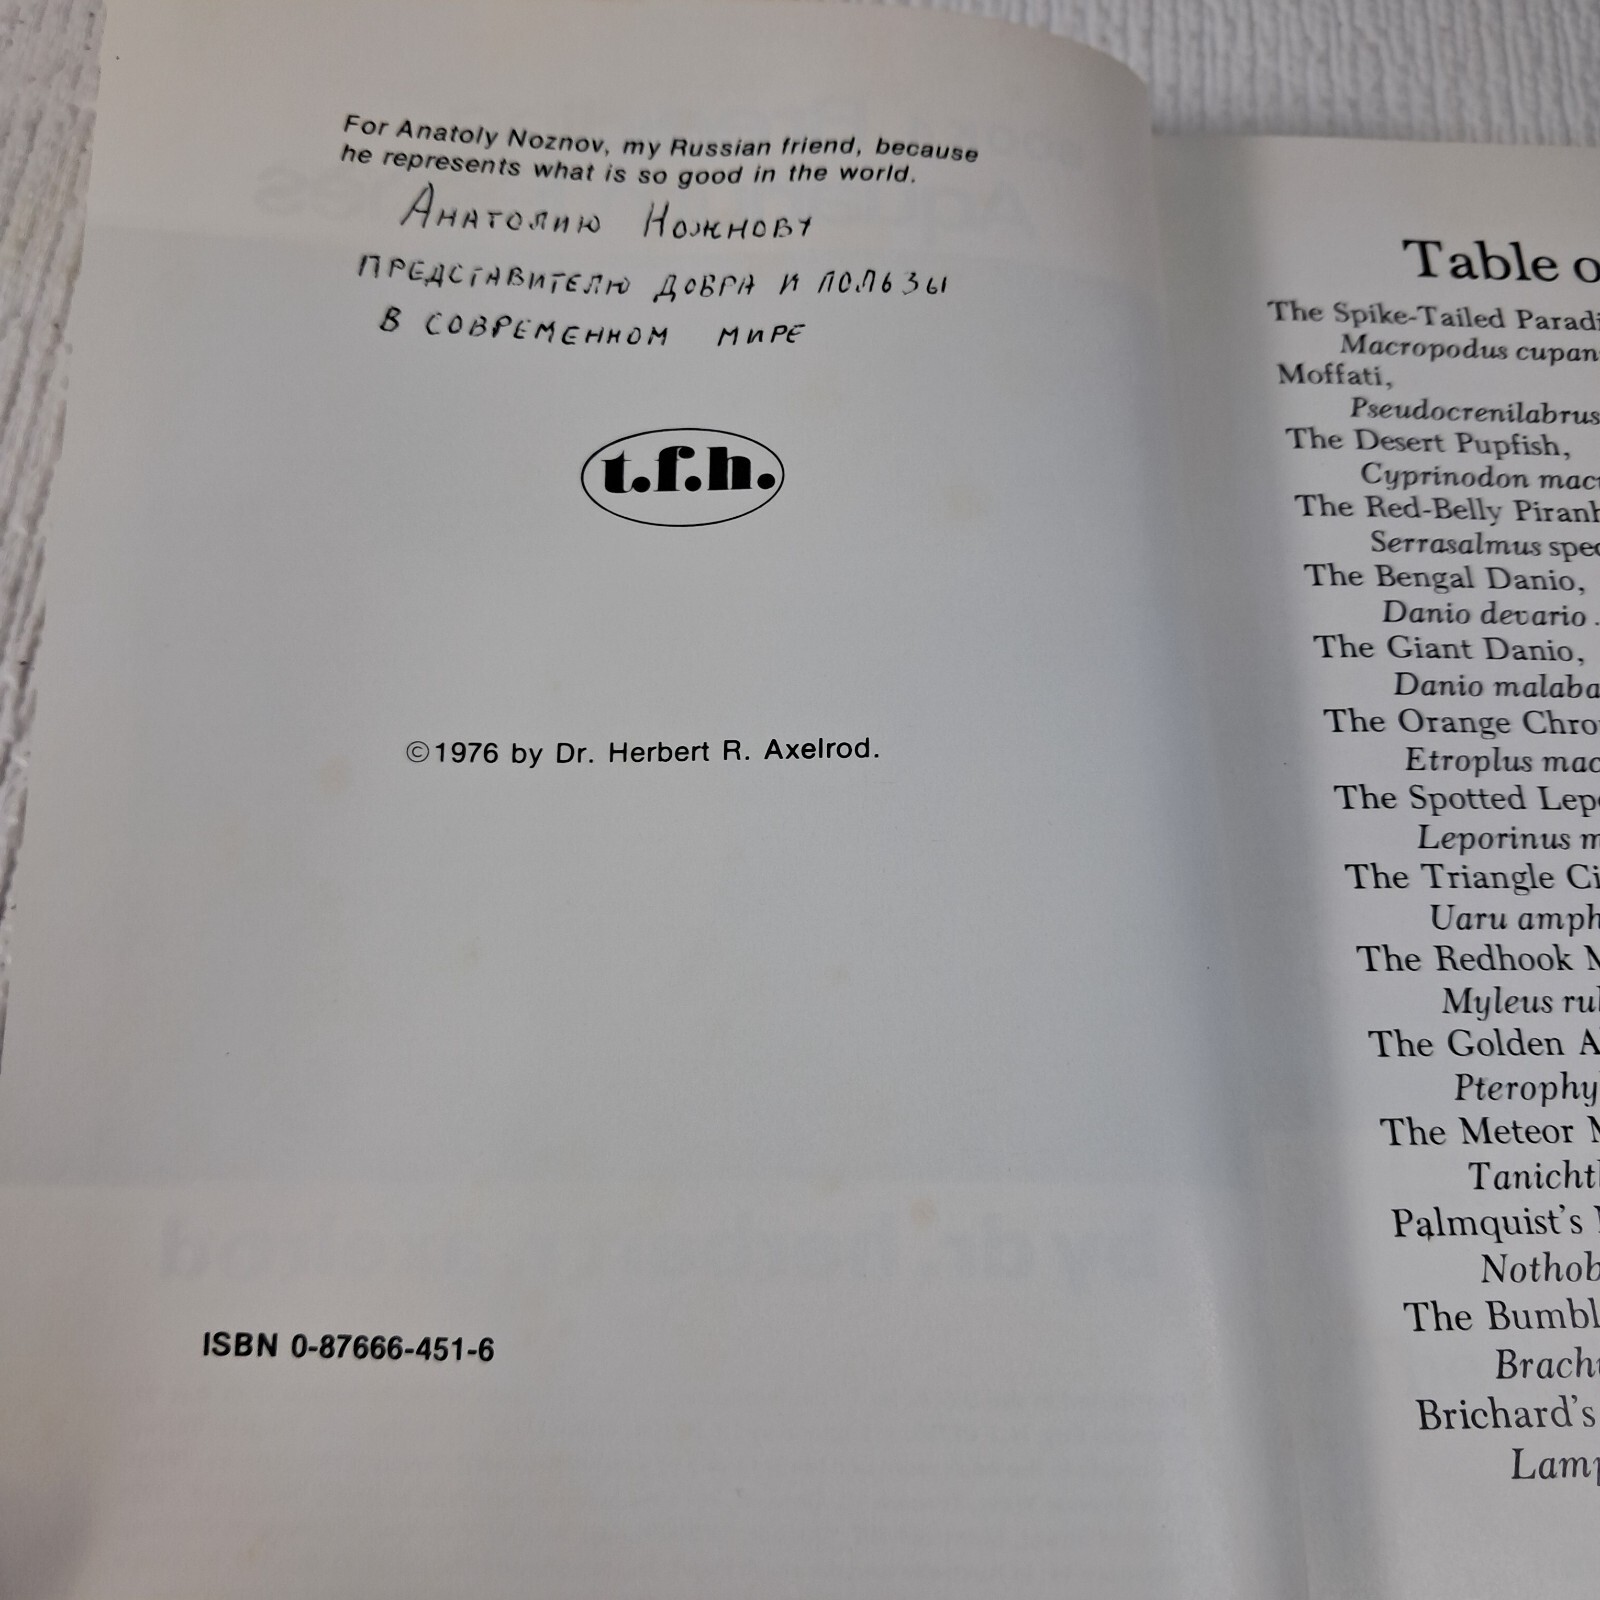 For Anatoly Noznov, my Russian friend, because
he represents what is so good in the world.
Анатолию Ножнову
представителю добра и пользы
в современном мире
t.f.h.
©1976 by Dr. Herbert R. Axelrod.
ISBN 0-87666-451-6
Table o
The Spike-Tailed Paradi
Macropodus cupan
Moffati,
Pseudocrenilabrus
The Desert Pupfish,
Cyprinodon mac
The Red-Belly Piranh
Serrasalmus spe
The Bengal Danio,
Danio devario .
The Giant Danio,
Danio malaba
The Orange Chro
Etroplus mac
The Spotted Lep
Leporinus m
The Triangle Ci
Uaru amph
The Redhook M
Myleus rul
The Golden A
Pterophy
The Meteor M
Tanicht
Palmquist's
Nothob
The Bumbl
Brach
Brichard's
Lamp